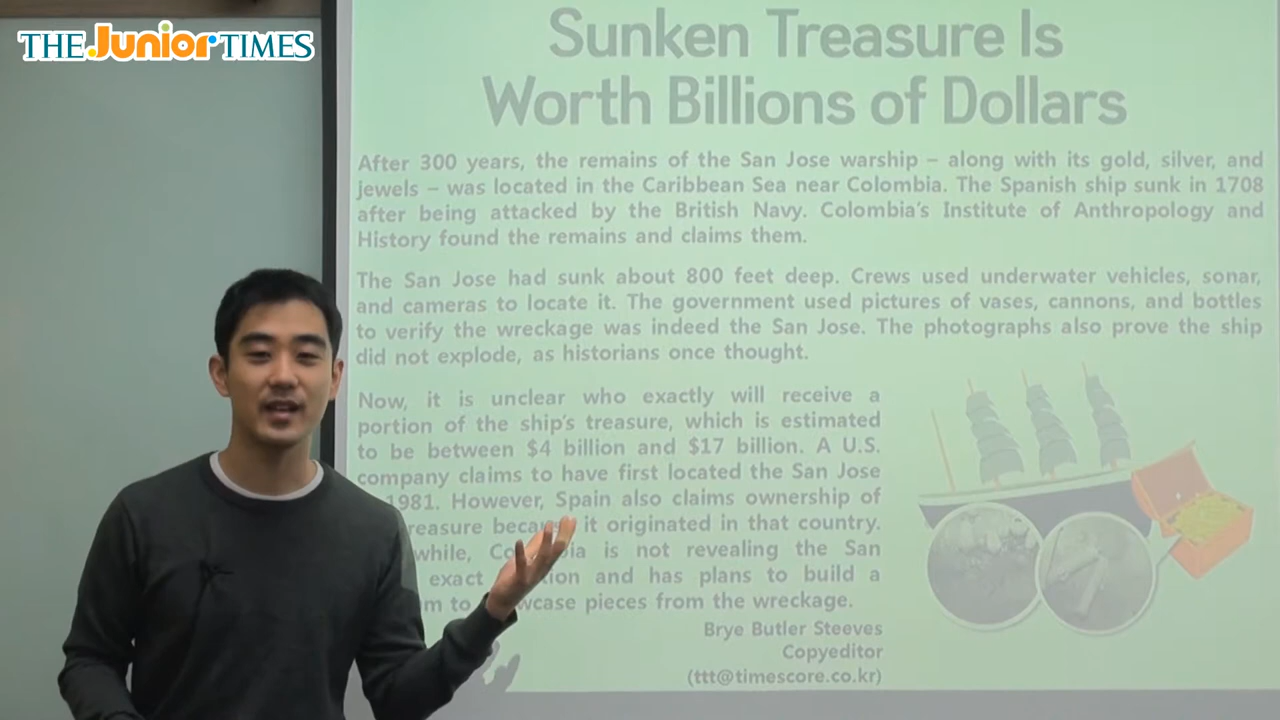 THE Junior TIMES
Sunken Treasure Is
Worth Billions of Dollars
After 300 years, the remains of the San Jose warship – along with its gold, silver, and
jewels – was located in the Caribbean Sea near Colombia. The Spanish ship sunk in 1708
after being attacked by the British Navy. Colombia's Institute of Anthropology and
History found the remains and claims them.
The San Jose had sunk about 800 feet deep. Crews used underwater vehicles, sonar,
and cameras to locate it. The government used pictures of vases, cannons, and bottles
to verify the wreckage was indeed the San Jose. The photographs also prove the ship
did not explode, as historians once thought.
Now, it is unclear who exactly will receive a
portion of the ship's treasure, which is estimated
to be between $4 billion and $17 billion. A U.S.
company claims to have first located the San Jose
1981. However, Spain also claims ownership of
it originated in that country.
is not revealing the San
exact and has plans to build a
to pieces from the wreckage.
Brye Butler Steeves
Copyeditor
(ttt@timescore.co.kr)